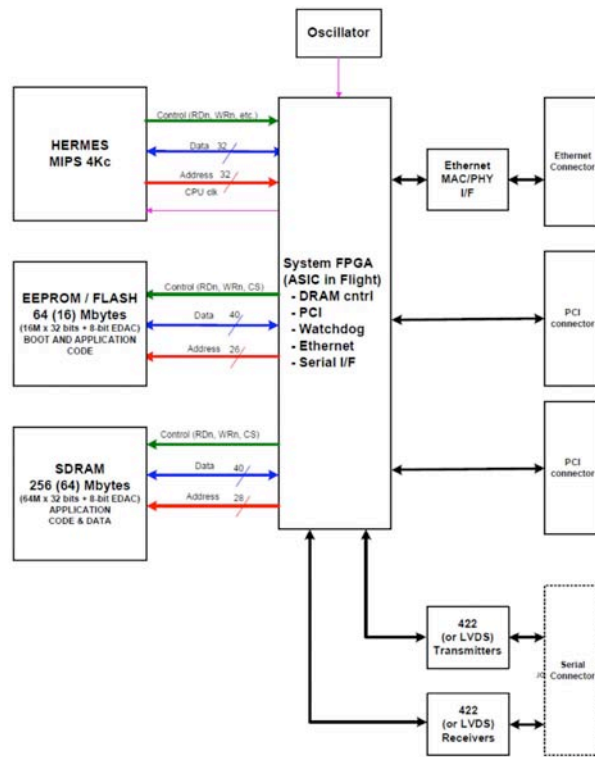 Oscillator
HERMES
MIPS 4Kc
Control (RDn, WRn, etc.)
Data 32
Address 32
CPU clk
System FPGA
(ASIC in Flight)
- DRAM cntrl
- PCI
- Watchdog
- Ethernet
- Serial I/F
Ethernet
MAC/PHY
I/F
Ethernet
Connector
EEPROM / FLASH
64 (16) Mbytes
(16M x 32 bits + 8-bit EDAC)
BOOT AND APPLICATION
CODE
Control (RDn, WRn, CS)
Data 40
Address 26
PCI
connector
SDRAM
256 (64) Mbytes
(64M x 32 bits + 8-bit EDAC)
APPLICATION
CODE & DATA
Control (RDn, WRn, CS)
Data 40
Address 28
PCI
connector
422
(or LVDS)
Transmitters
Serial
Connector
422
(or LVDS)
Receivers